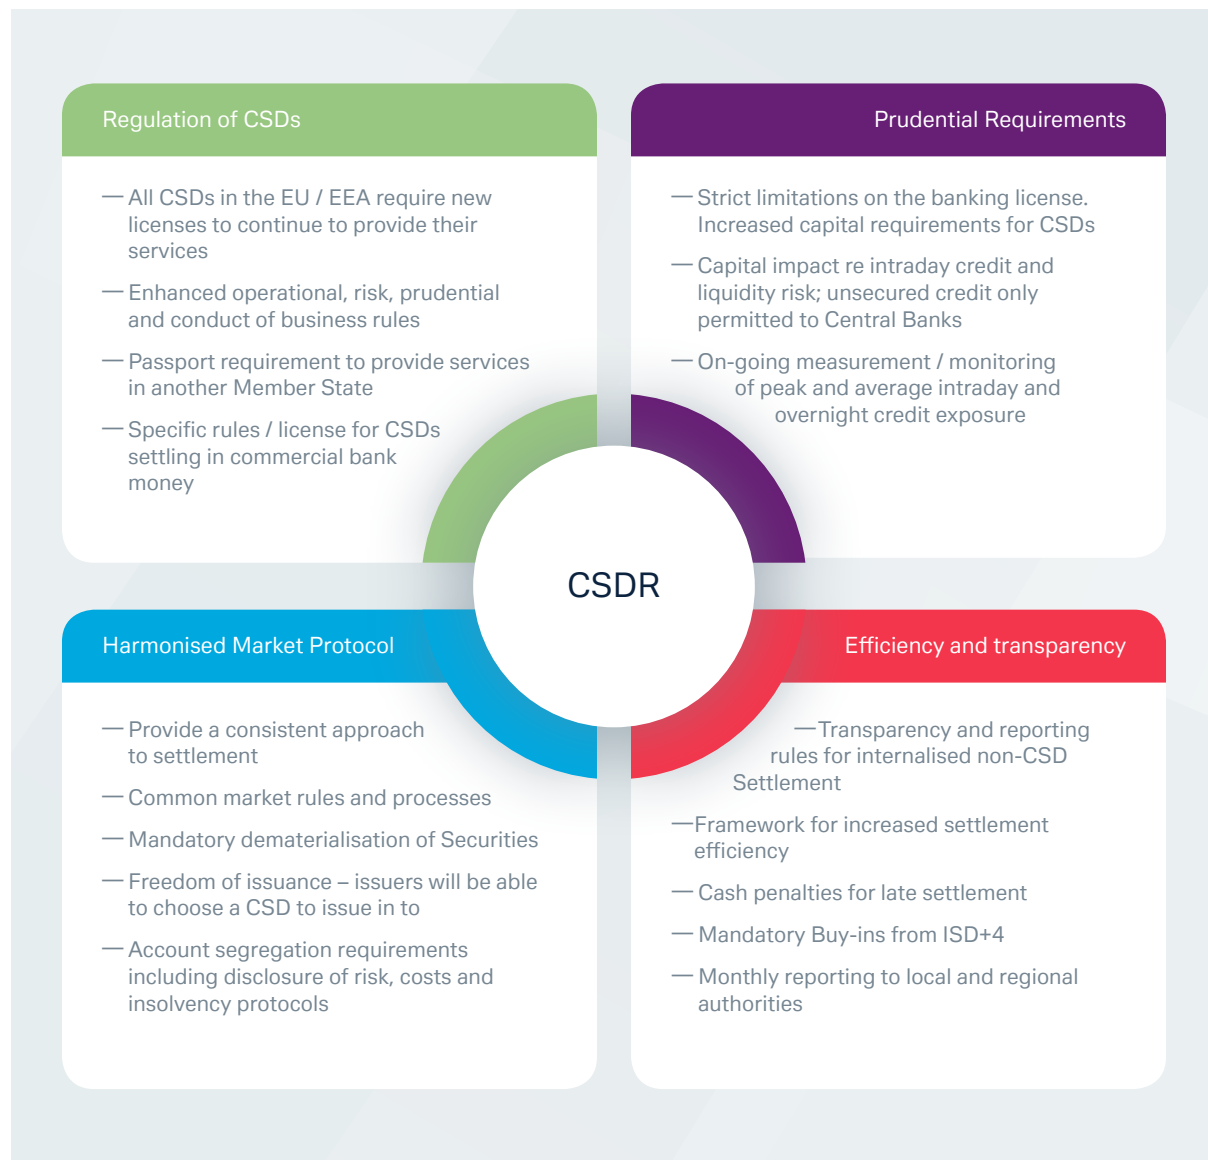 Regulation of CSDs
— All CSDs in the EU / EEA require new
licenses to continue to provide their
services
— Enhanced operational, risk, prudential
and conduct of business rules
— Passport requirement to provide services
in another Member State
— Specific rules / license for CSDs
settling in commercial bank
money
Prudential Requirements
— Strict limitations on the banking license.
Increased capital requirements for CSDs
— Capital impact re intraday credit and
liquidity risk; unsecured credit only
permitted to Central Banks
— On-going measurement / monitoring
of peak and average intraday and
overnight credit exposure
CSDR
Harmonised Market Protocol
— Provide a consistent approach
to settlement
— Common market rules and processes
— Mandatory dematerialisation of Securities
— Freedom of issuance – issuers will be able
to choose a CSD to issue in to
— Account segregation requirements
including disclosure of risk, costs and
insolvency protocols
Efficiency and transparency
— Transparency and reporting
rules for internalised non-CSD
Settlement
— Framework for increased settlement
efficiency
— Cash penalties for late settlement
— Mandatory Buy-ins from ISD+4
— Monthly reporting to local and regional
authorities